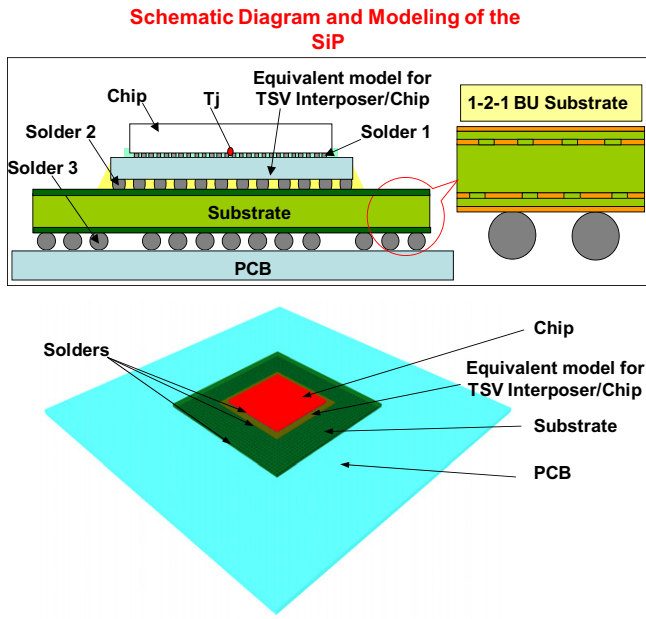 Schematic Diagram and Modeling of the
SiP
Equivalent model for
TSV Interposer/Chip
Chip
Tj
Solder 2
Solder 1
Solder 3
1-2-1 BU Substrate
Substrate
PCB
Chip
Solders
Equivalent model for
TSV Interposer/Chip
Substrate
PCB